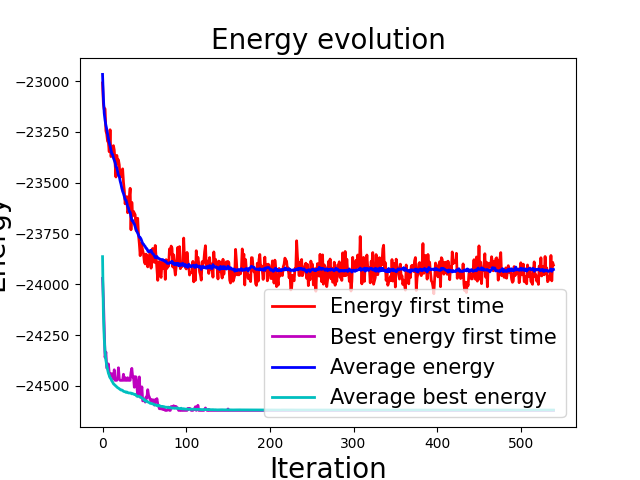 Energy evolution
Energy
−23000
−23250
−23500
−23750
−24000
−24250
−24500
Energy first time
Best energy first time
Average energy
Average best energy
0
100
200
300
400
500
Iteration